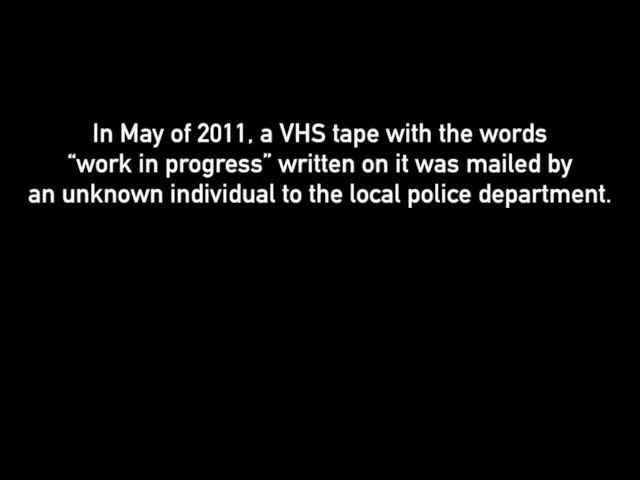 In May of 2011, a VHS tape with the words
“work in progress” written on it was mailed by
an unknown individual to the local police department.